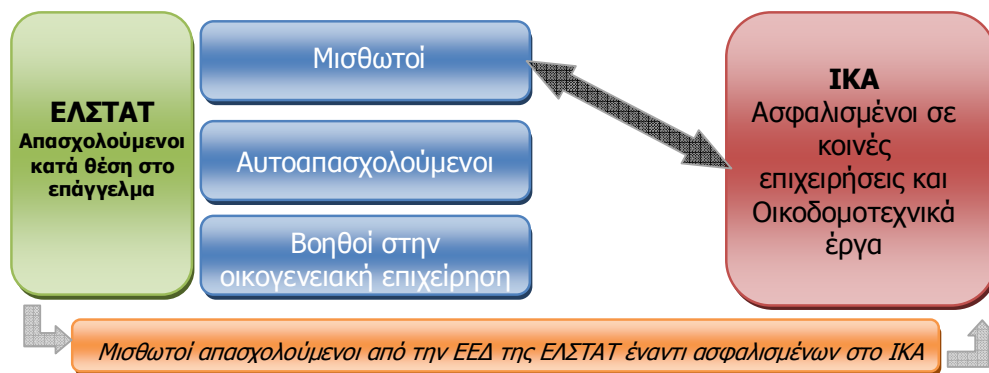 ΕΛΣΤΑΤ
Απασχολούμενοι
κατά θέση στο
επάγγελμα
Μισθωτοί
Αυτοαπασχολούμενοι
Βοηθοί στην
οικογενειακή επιχείρηση
ΙΚΑ
Ασφαλισμένοι σε
κοινές
επιχειρήσεις και
Οικοδομοτεχνικά
έργα
Μισθωτοί απασχολούμενοι από την ΕΕΔ της ΕΛΣΤΑΤ έναντι ασφαλισμένων στο ΙΚΑ